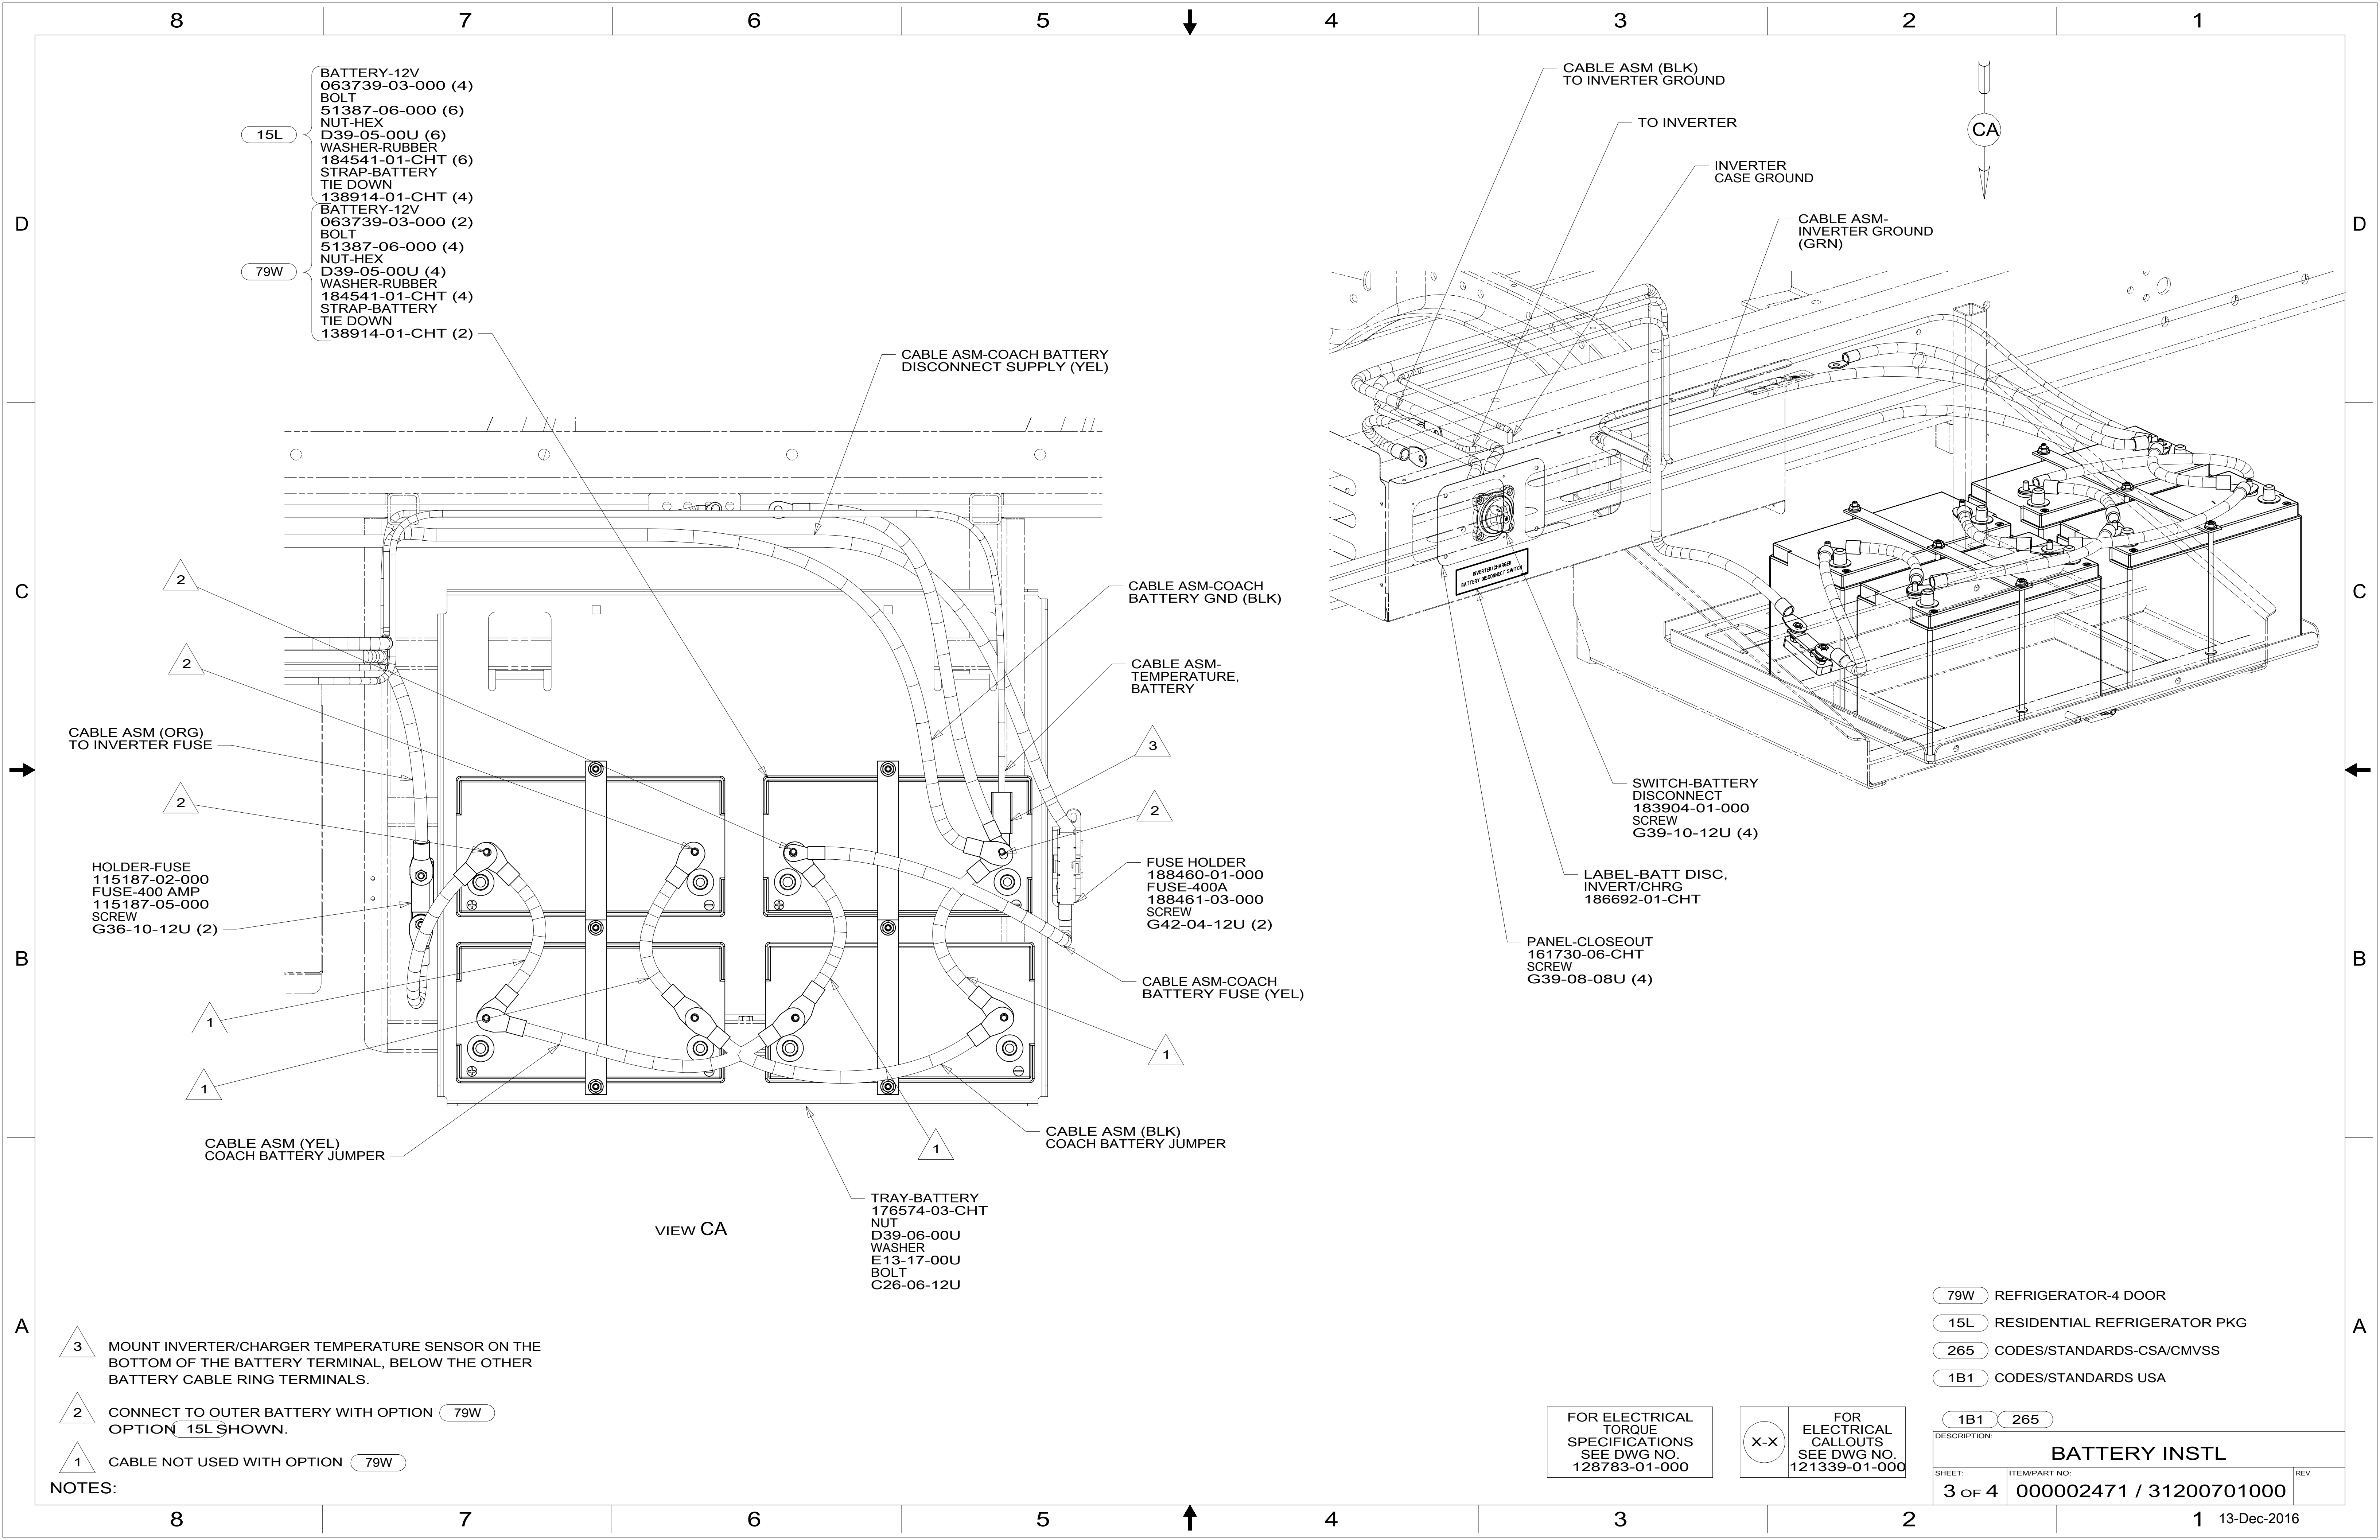 8 7 6 5 4 3 2 1
BATTERY-12V
063739-03-000 (4)
BOLT
51387-06-000 (6)
NUT-HEX
15L
D39-05-00U (6)
WASHER-RUBBER
184541-01-CHT (6)
STRAP-BATTERY
TIE DOWN
138914-01-CHT (4)
BATTERY-12V
063739-03-000 (2)
BOLT
51387-06-000 (4)
NUT-HEX
79W
D39-05-00U (4)
WASHER-RUBBER
184541-01-CHT (4)
STRAP-BATTERY
TIE DOWN
138914-01-CHT (2)
CABLE ASM (BLK)
TO INVERTER GROUND
TO INVERTER
INVERTER
CASE GROUND
CABLE ASM-
INVERTER GROUND
(GRN)
CA
D
D
CABLE ASM-COACH BATTERY
DISCONNECT SUPPLY (YEL)
2
C
C
CABLE ASM-COACH
BATTERY GND (BLK)
INVERTER/CHARGER
BATTERY DISCONNECT SWITCH
2
CABLE ASM-
TEMPERATURE,
BATTERY
CABLE ASM (ORG)
TO INVERTER FUSE
3
2
2
HOLDER-FUSE
115187-02-000
FUSE-400 AMP
115187-05-000
SCREW
G36-10-12U (2)
FUSE HOLDER
188460-01-000
FUSE-400A
188461-03-000
SCREW
G42-04-12U (2)
SWITCH-BATTERY
DISCONNECT
183904-01-000
SCREW
G39-10-12U (4)
LABEL-BATT DISC,
INVERT/CHRG
186692-01-CHT
PANEL-CLOSEOUT
161730-06-CHT
SCREW
G39-08-08U (4)
B
B
CABLE ASM-COACH
BATTERY FUSE (YEL)
1
1
1
1
CABLE ASM (YEL)
COACH BATTERY JUMPER
CABLE ASM (BLK)
COACH BATTERY JUMPER
TRAY-BATTERY
176574-03-CHT
NUT
D39-06-00U
WASHER
E13-17-00U
BOLT
C26-06-12U
VIEW CA
A
A
3 MOUNT INVERTER/CHARGER TEMPERATURE SENSOR ON THE
BOTTOM OF THE BATTERY TERMINAL, BELOW THE OTHER
BATTERY CABLE RING TERMINALS.
2 CONNECT TO OUTER BATTERY WITH OPTION 79W
OPTION 15L SHOWN.
1 CABLE NOT USED WITH OPTION 79W
NOTES:
79W REFRIGERATOR-4 DOOR
15L RESIDENTIAL REFRIGERATOR PKG
265 CODES/STANDARDS-CSA/CMVSS
1B1 CODES/STANDARDS USA
FOR ELECTRICAL
TORQUE
SPECIFICATIONS
SEE DWG NO.
128783-01-000
X-X
FOR
ELECTRICAL
CALLOUTS
SEE DWG NO.
121339-01-000
1B1 265
DESCRIPTION:
BATTERY INSTL
SHEET:
3 OF 4
ITEM/PART NO:
000002471 / 31200701000
REV
8 7 6 5 4 3 2 1
13-Dec-2016